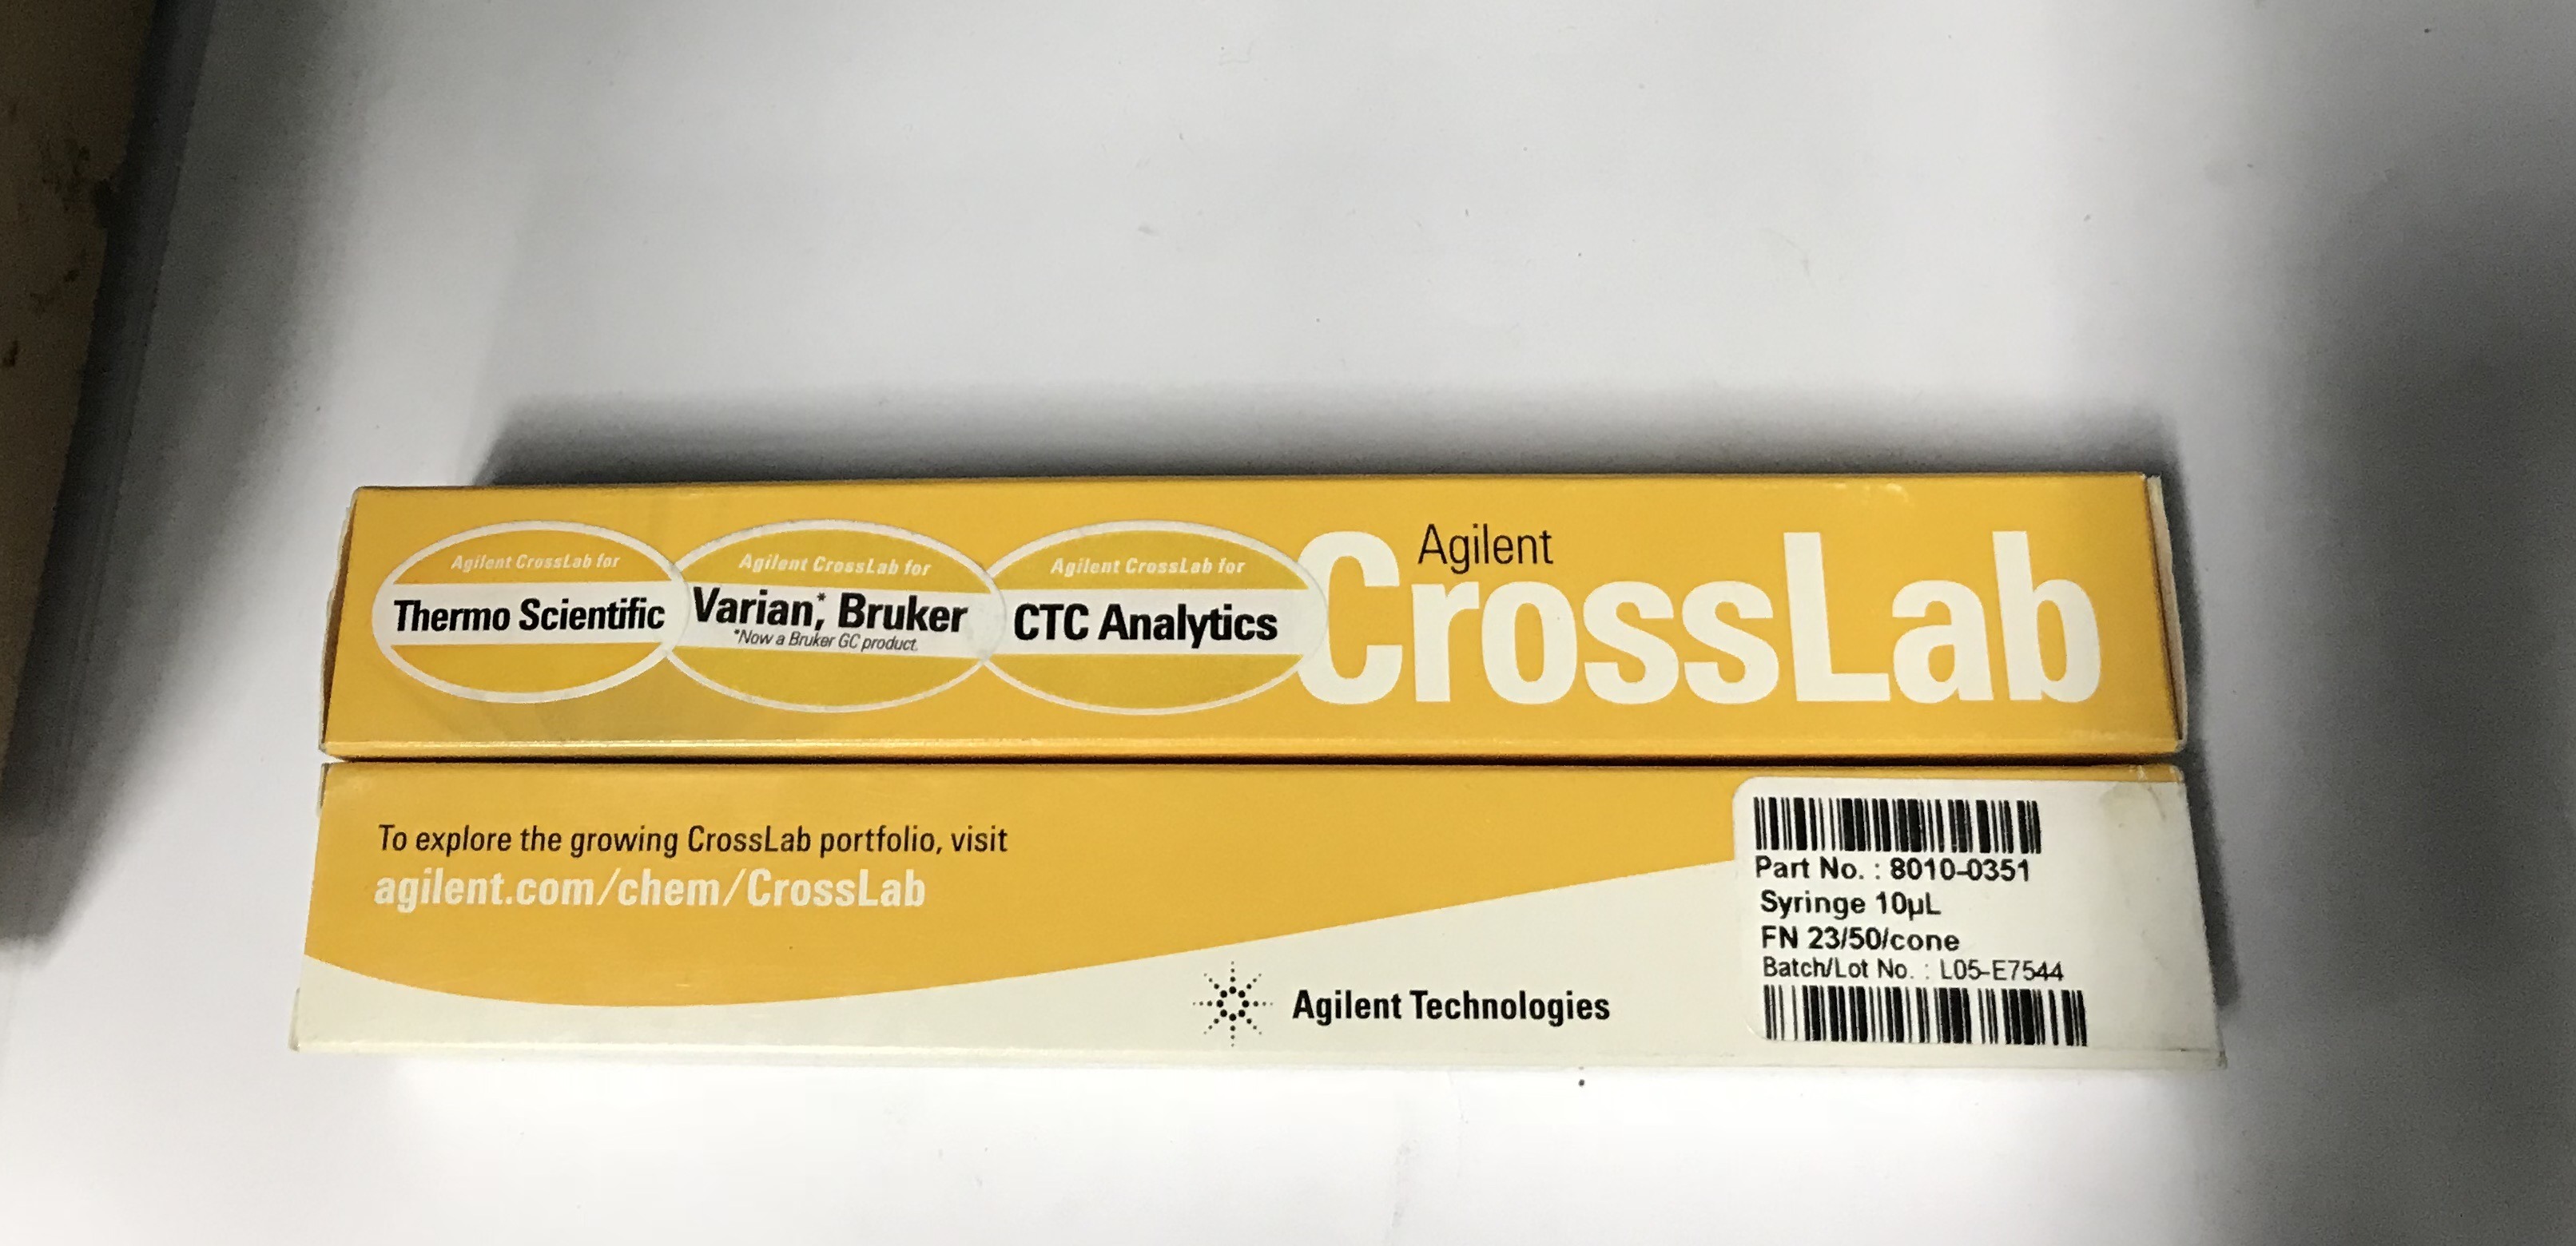 Agilent CrossLab for
Thermo Scientific
Agilent CrossLab for
Varian,* Bruker
*Now a Bruker GC product.
Agilent CrossLab for
CTC Analytics
Agilent
CrossLab
To explore the growing CrossLab portfolio, visit
agilent.com/chem/CrossLab
Agilent Technologies
Part No. : 8010-0351
Syringe 10µL
FN 23/50/cone
Batch/Lot No. : L05-E7544